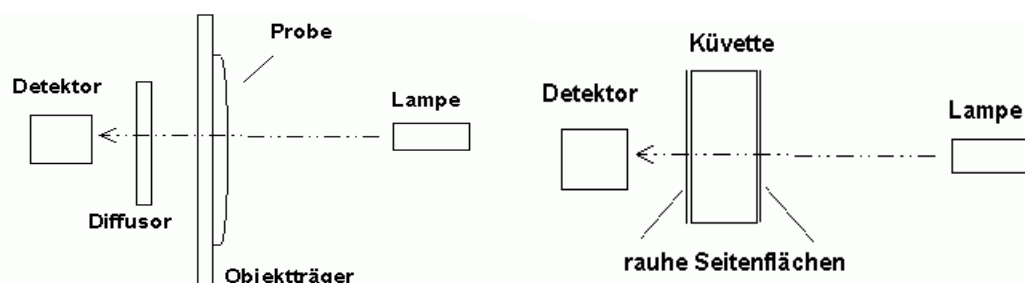 Probe
Detektor
Lampe
Diffusor
Objektträger
Küvette
Detektor
Lampe
rauhe Seitenflächen